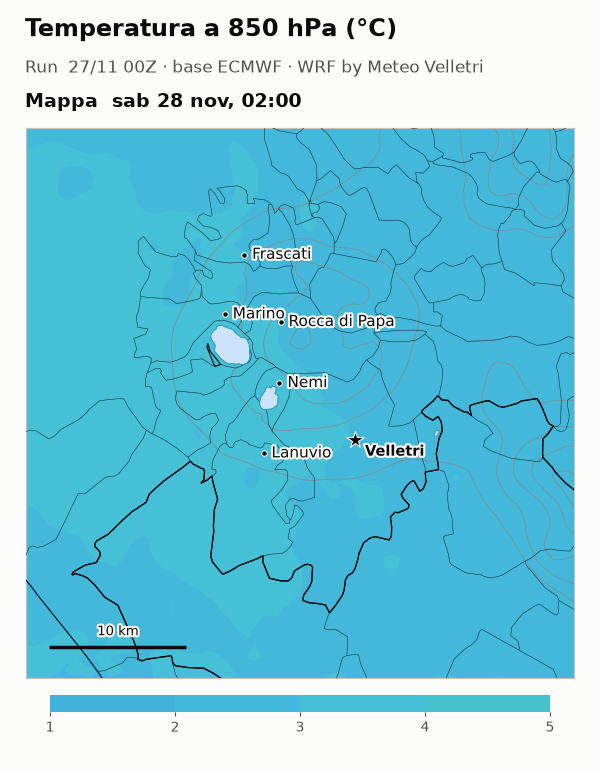 Temperatura a 850 hPa (°C)
Run  27/11 00Z · base ECMWF · WRF by Meteo Velletri
Mappa  sab 28 nov, 02:00
Frascati
Marino
Rocca di Papa
Nemi
Velletri
Lanuvio
10 km
1 2 3 4 5